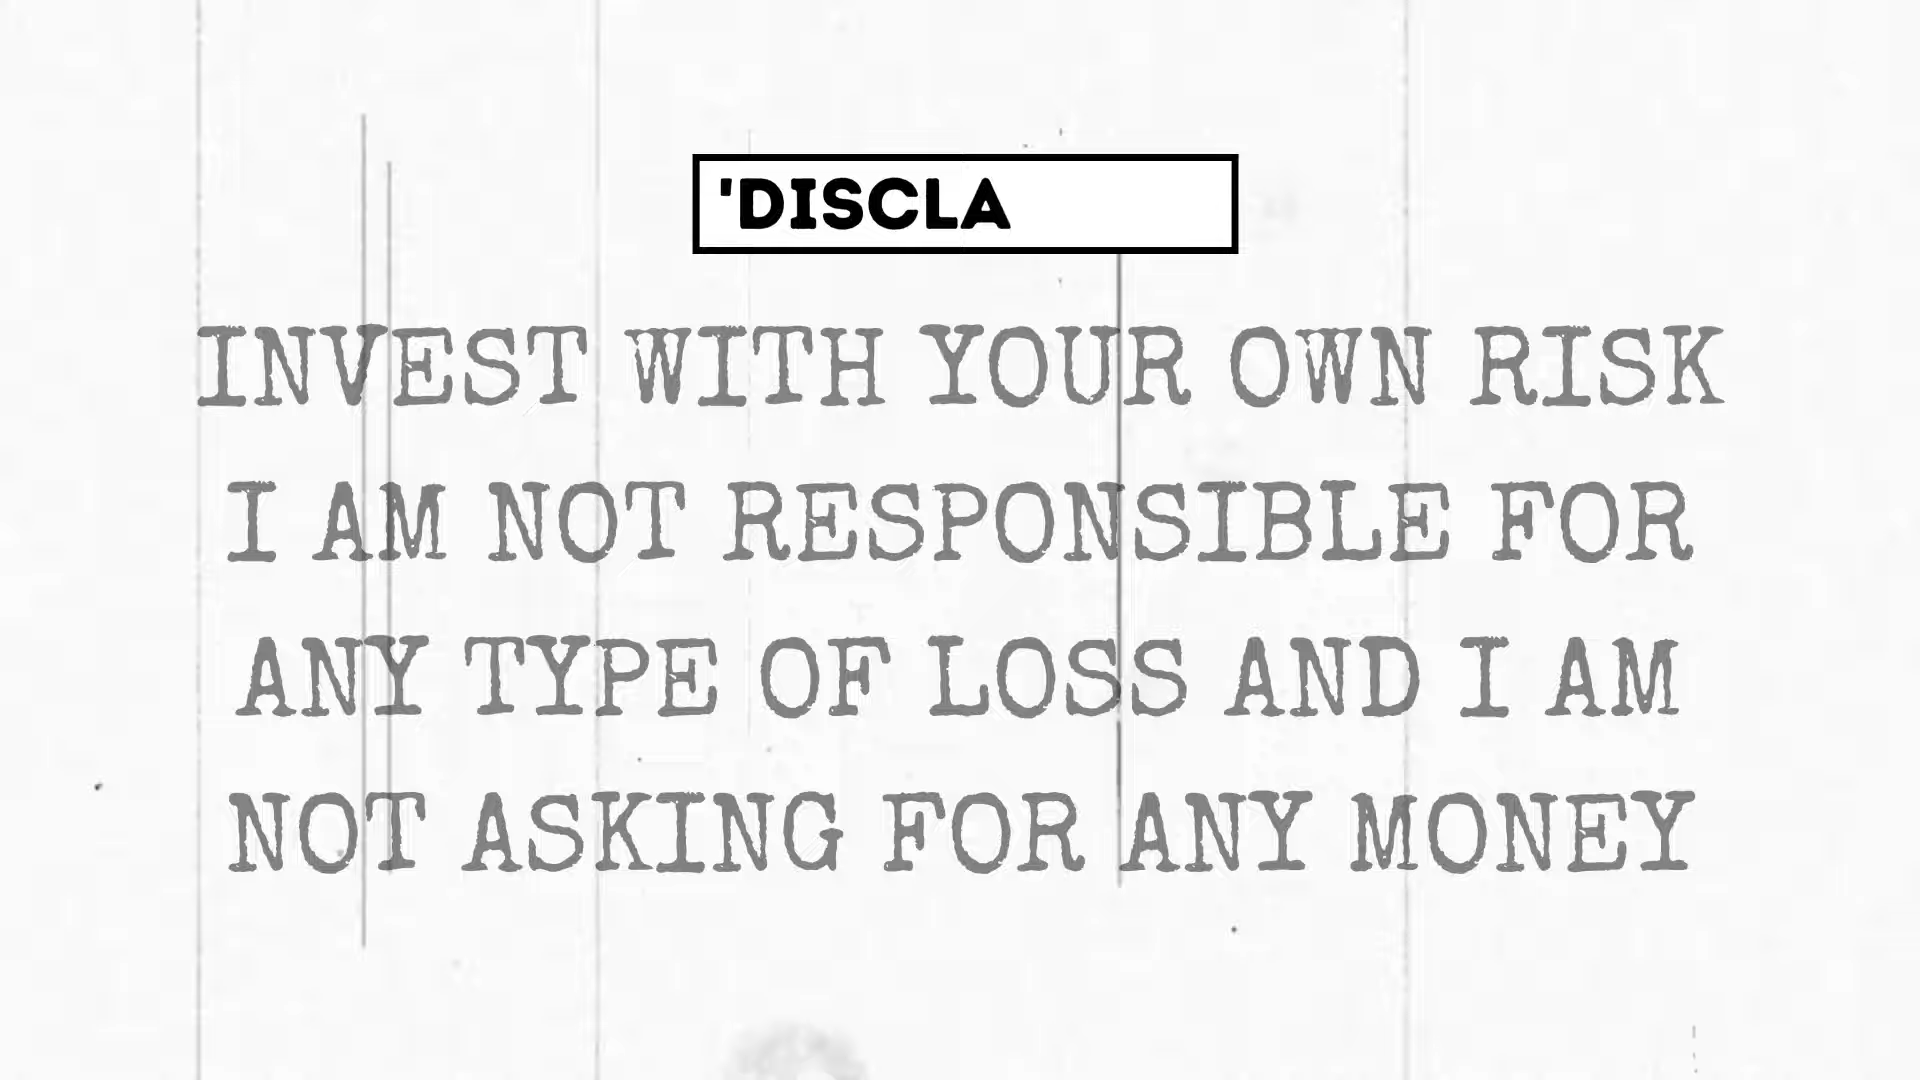 'DISCLA
INVEST WITH YOUR OWN RISK
I AM NOT RESPONSIBLE FOR
ANY TYPE OF LOSS AND I AM
NOT ASKING FOR ANY MONEY